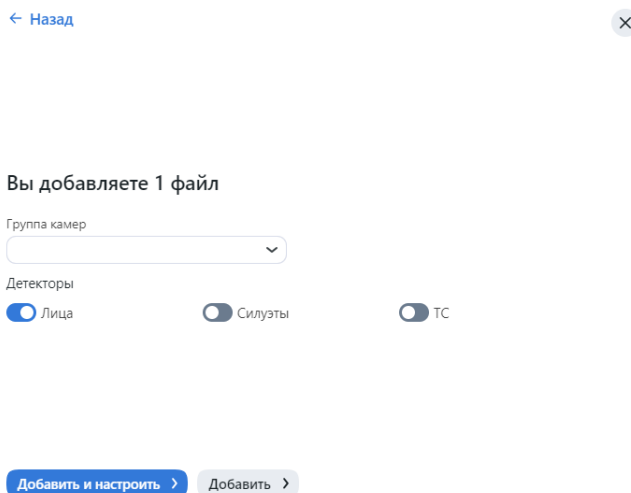 Назад
Вы добавляете 1 файл
Группа камер
Детекторы
Лица Силуэты ТС
Добавить и настроить Добавить